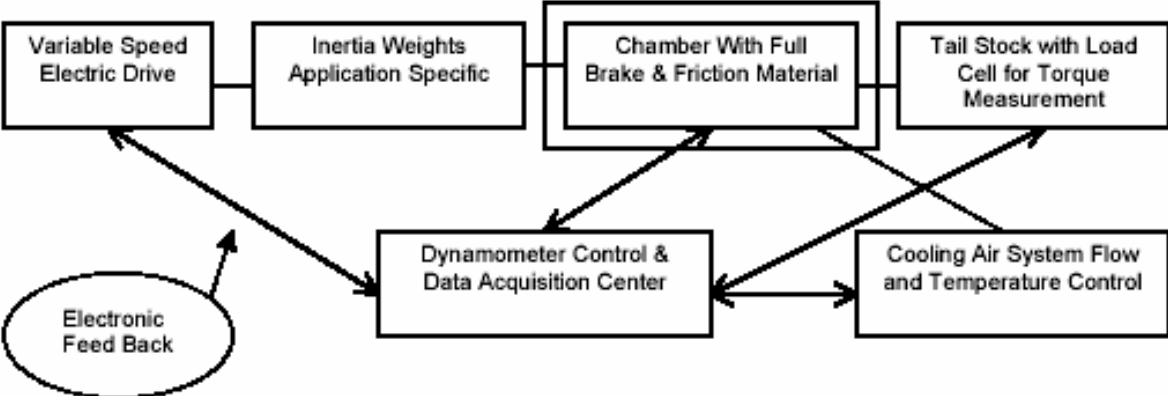 Variable Speed
Electric Drive
Inertia Weights
Application Specific
Chamber With Full
Brake & Friction Material
Tail Stock with Load
Cell for Torque
Measurement
Dynamometer Control &
Data Acquisition Center
Cooling Air System Flow
and Temperature Control
Electronic
Feed Back